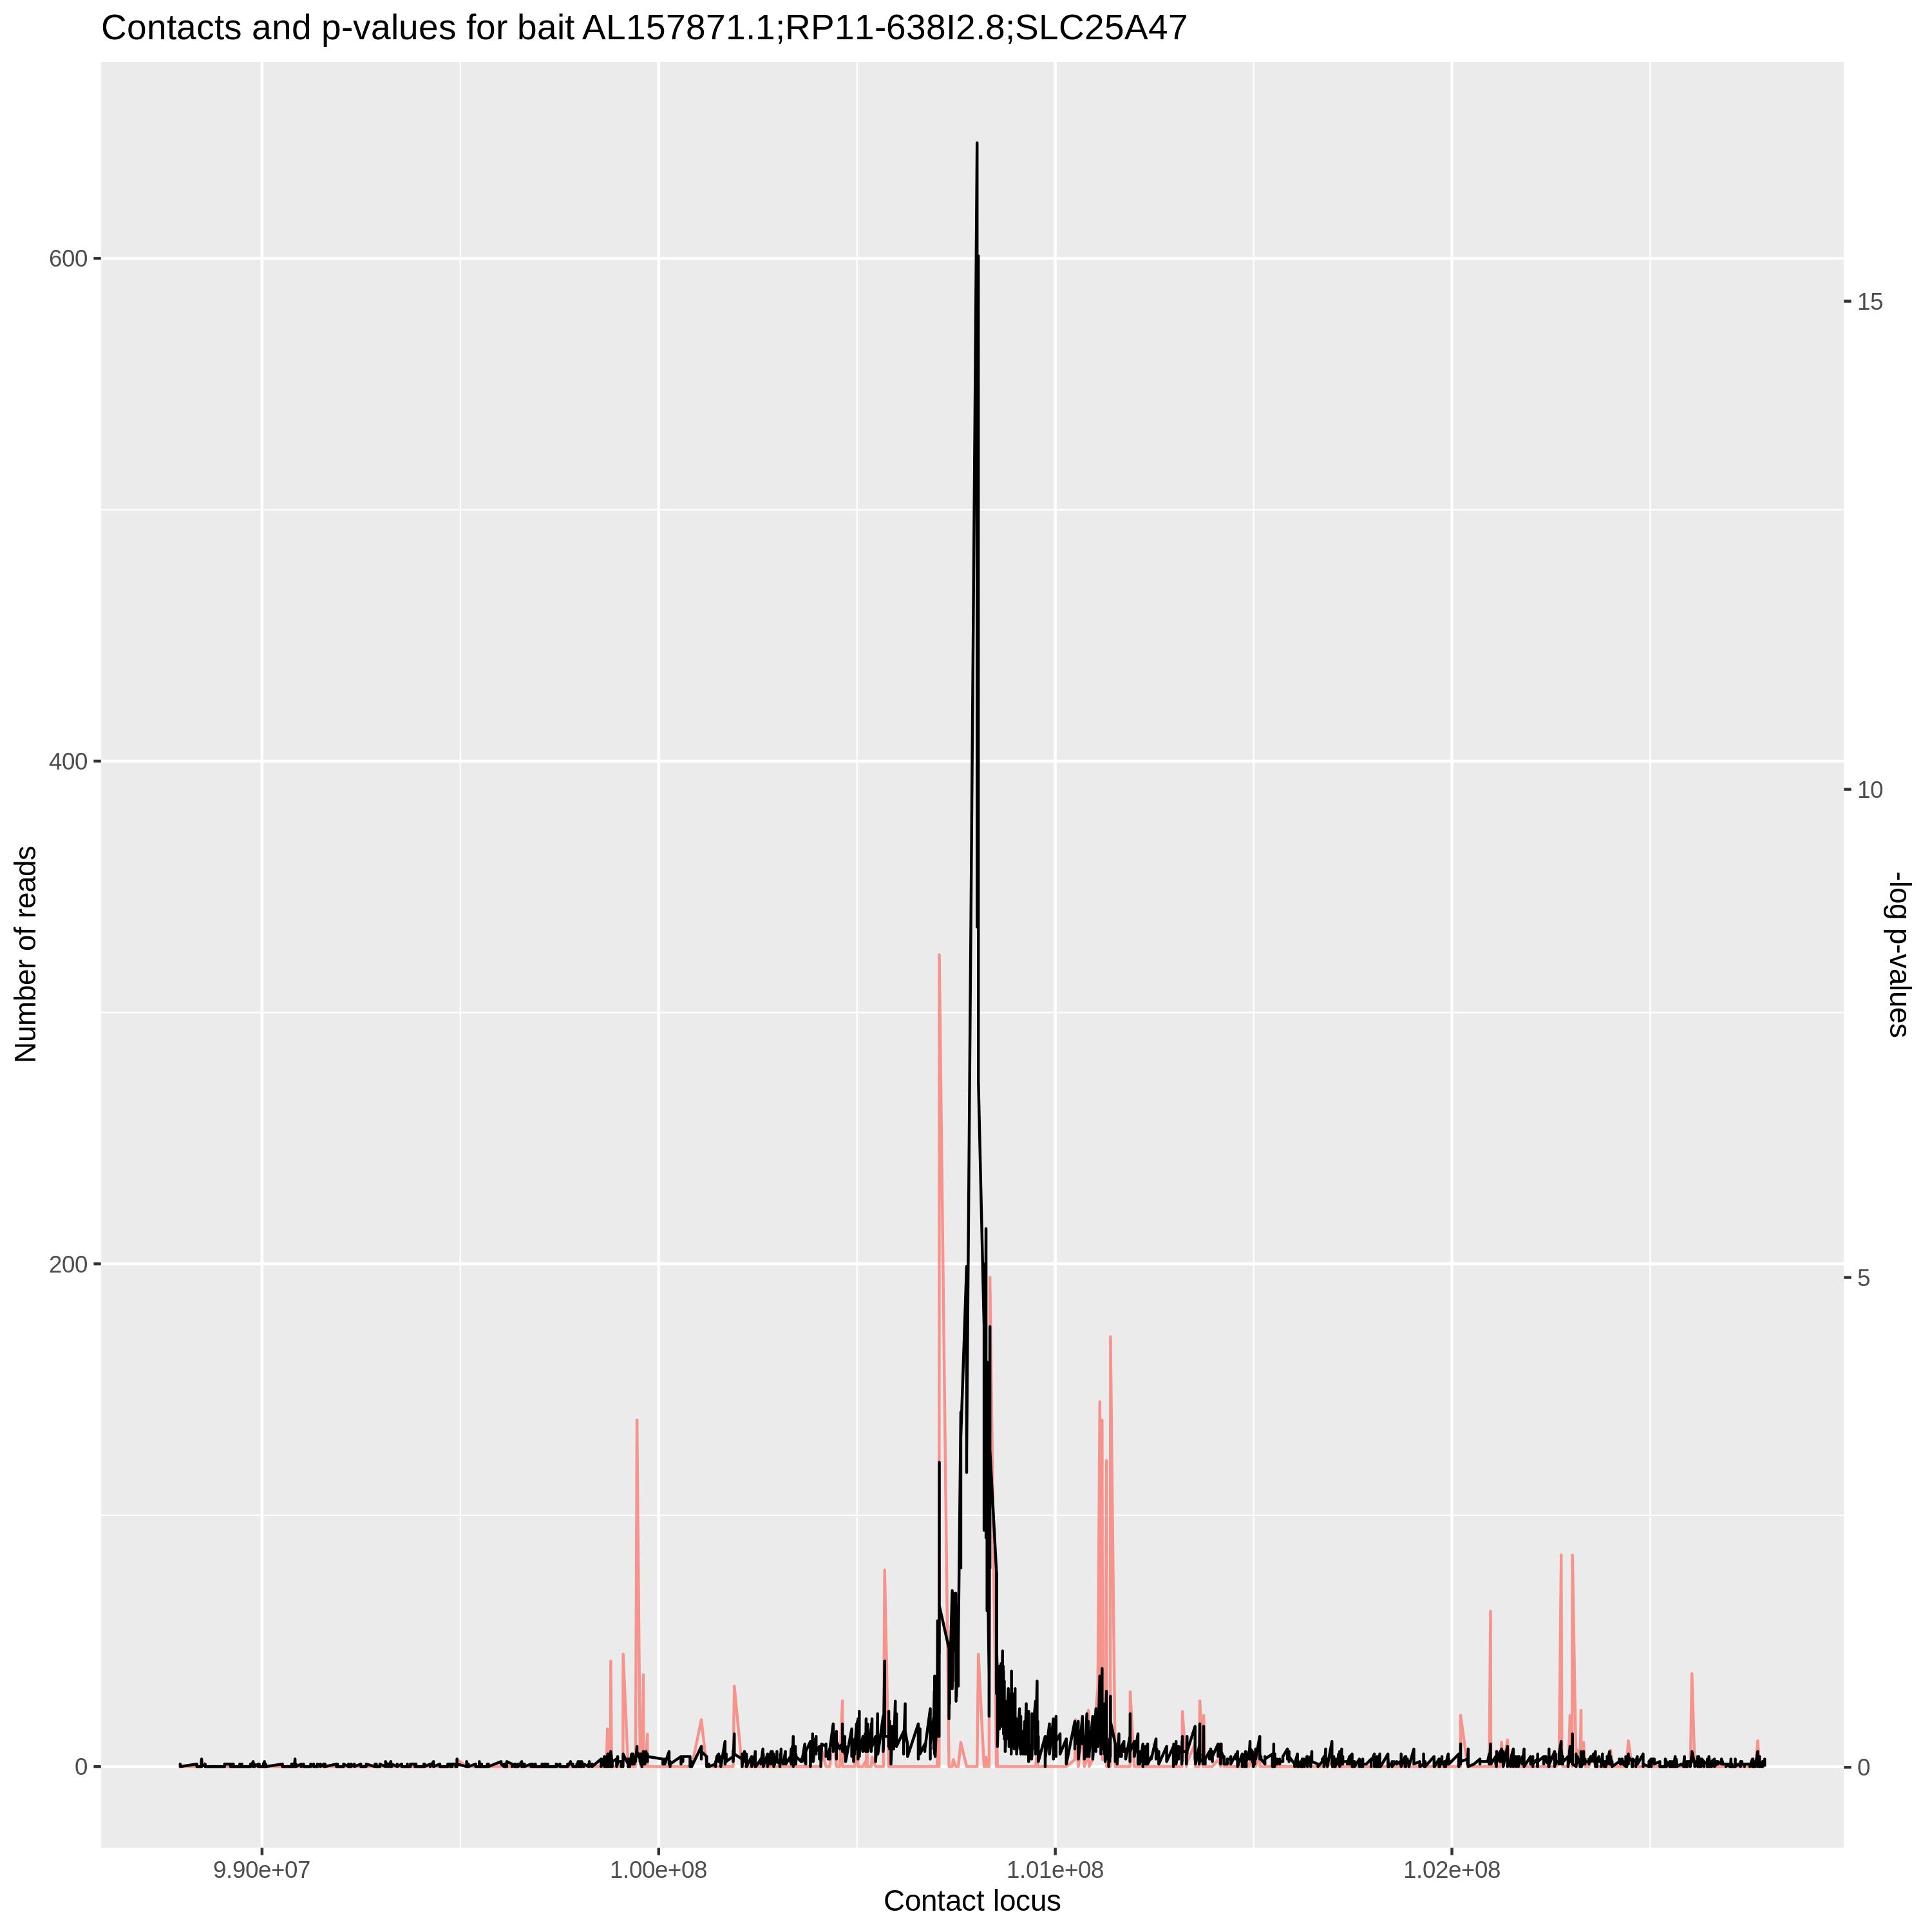 Contacts and p-values for bait AL157871.1;RP11-638I2.8;SLC25A47
600
400
200
0
Number of reads
15
10
5
0
-log p-values
9.90e+07
1.00e+08
1.01e+08
1.02e+08
Contact locus